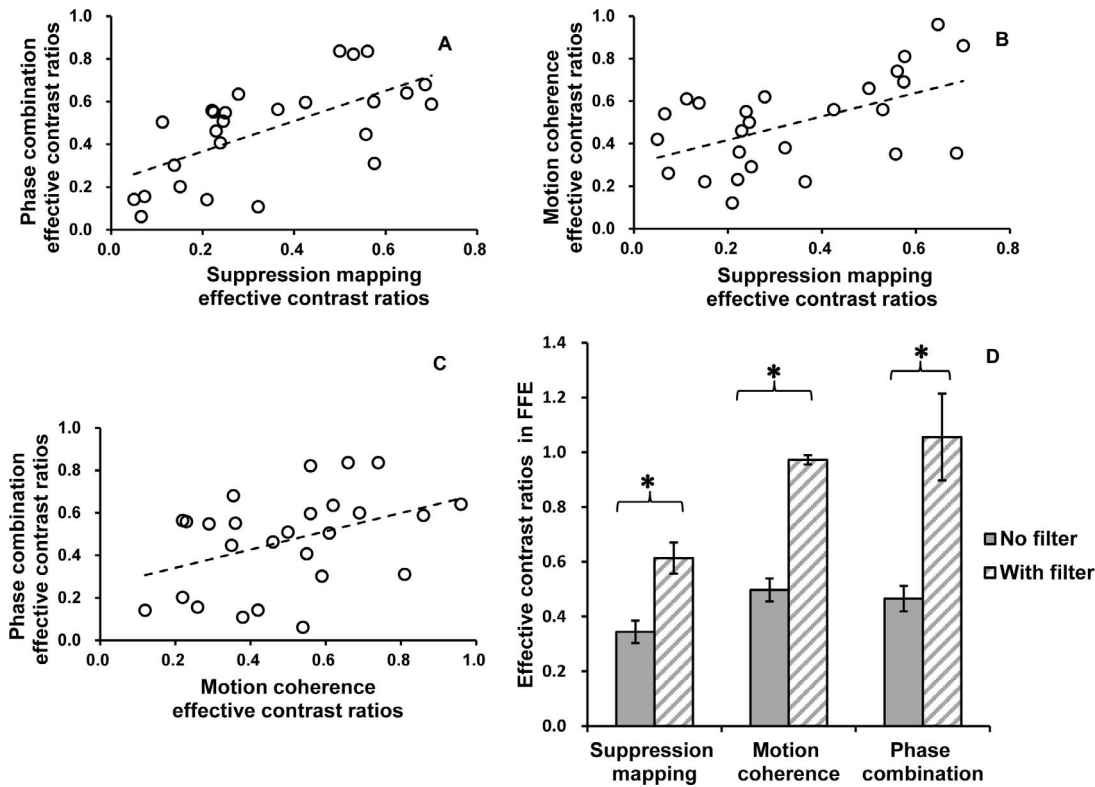 A
Phase combination
effective contrast ratios
1.0
0.8
0.6
0.4
0.2
0.0
0.0 0.2 0.4 0.6 0.8
Suppression mapping
effective contrast ratios
B
Motion coherence
effective contrast ratios
1.0
0.8
0.6
0.4
0.2
0.0
0.0 0.2 0.4 0.6 0.8
Suppression mapping
effective contrast ratios
C
Phase combination
effective contrast ratios
1.0
0.8
0.6
0.4
0.2
0.0
0.0 0.2 0.4 0.6 0.8 1.0
Motion coherence
effective contrast ratios
D
Effective contrast ratios in FFE
1.4
1.2
1.0
0.8
0.6
0.4
0.2
0.0
* * *
No filter
With filter
Suppression mapping
Motion coherence
Phase combination